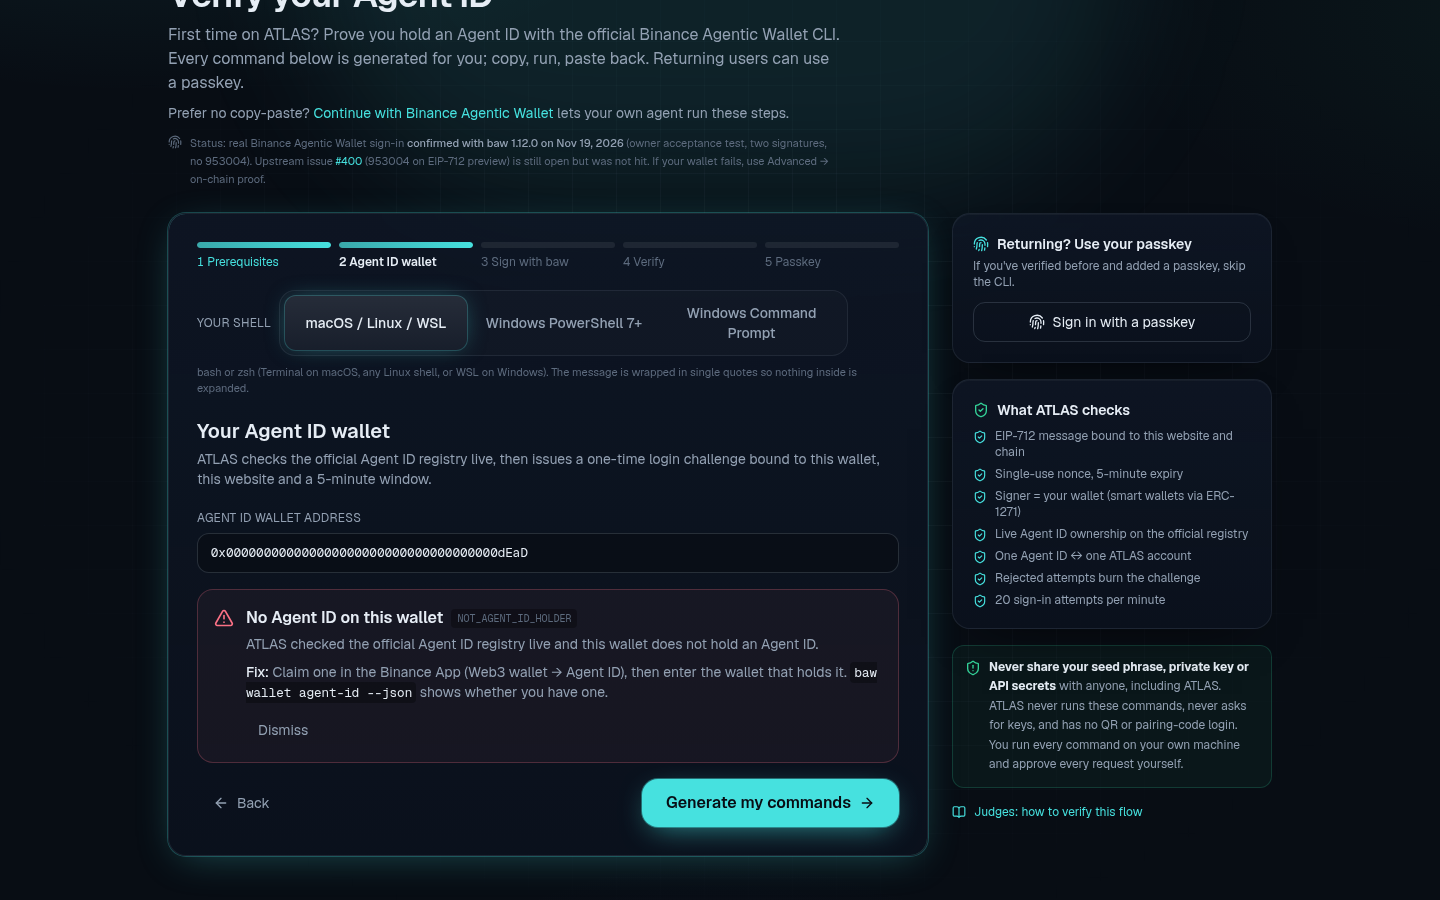 Verify your Agent ID
First time on ATLAS? Prove you hold an Agent ID with the official Binance Agentic Wallet CLI.
Every command below is generated for you; copy, run, paste back. Returning users can use
a passkey.
Prefer no copy-paste? Continue with Binance Agentic Wallet lets your own agent run these steps.
Status: real Binance Agentic Wallet sign-in confirmed with baw 1.12.0 on Nov 19, 2026 (owner acceptance test, two signatures,
no 953004). Upstream issue #400 (953004 on EIP-712 preview) is still open but was not hit. If your wallet fails, use Advanced →
on-chain proof.
1 Prerequisites
2 Agent ID wallet
3 Sign with baw
4 Verify
5 Passkey
YOUR SHELL
macOS / Linux / WSL
Windows PowerShell 7+
Windows Command
Prompt
bash or zsh (Terminal on macOS, any Linux shell, or WSL on Windows). The message is wrapped in single quotes so nothing inside is
expanded.
Your Agent ID wallet
ATLAS checks the official Agent ID registry live, then issues a one-time login challenge bound to this wallet,
this website and a 5-minute window.
AGENT ID WALLET ADDRESS
0x000000000000000000000000000000000000dEaD
No Agent ID on this wallet NOT_AGENT_ID_HOLDER
ATLAS checked the official Agent ID registry live and this wallet does not hold an Agent ID.
Fix: Claim one in the Binance App (Web3 wallet → Agent ID), then enter the wallet that holds it. baw
wallet agent-id --json shows whether you have one.
Dismiss
← Back
Generate my commands →
Returning? Use your passkey
If you've verified before and added a passkey, skip
the CLI.
Sign in with a passkey
What ATLAS checks
EIP-712 message bound to this website and
chain
Single-use nonce, 5-minute expiry
Signer = your wallet (smart wallets via ERC-
1271)
Live Agent ID ownership on the official registry
One Agent ID ↔ one ATLAS account
Rejected attempts burn the challenge
20 sign-in attempts per minute
Never share your seed phrase, private key or
API secrets with anyone, including ATLAS.
ATLAS never runs these commands, never asks
for keys, and has no QR or pairing-code login.
You run every command on your own machine
and approve every request yourself.
Judges: how to verify this flow